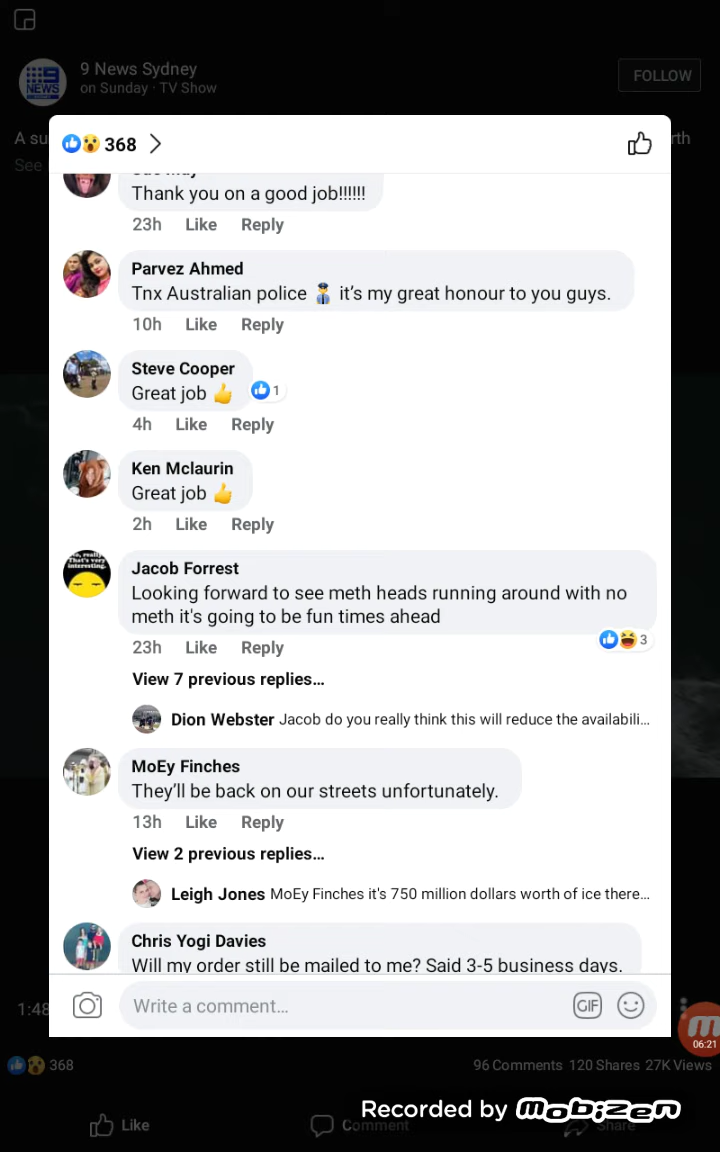 9 News Sydney
on Sunday · TV Show
FOLLOW
A su
rth
See
368
Thank you on a good job!!!!!!
23h Like Reply
Parvez Ahmed
Tnx Australian police 👮 it's my great honour to you guys.
10h Like Reply
Steve Cooper
Great job 👍 1
4h Like Reply
Ken Mclaurin
Great job 👍
2h Like Reply
Jacob Forrest
Looking forward to see meth heads running around with no
meth it's going to be fun times ahead
3
23h Like Reply
View 7 previous replies...
Dion Webster Jacob do you really think this will reduce the availabili...
MoEy Finches
They'll be back on our streets unfortunately.
13h Like Reply
View 2 previous replies...
Leigh Jones MoEy Finches it's 750 million dollars worth of ice there...
Chris Yogi Davies
Will my order still be mailed to me? Said 3-5 business days.
Write a comment... GIF
1:48
06:21
368
96 Comments 120 Shares 27K Views
Recorded by MOBIZEN
Like Comment Share